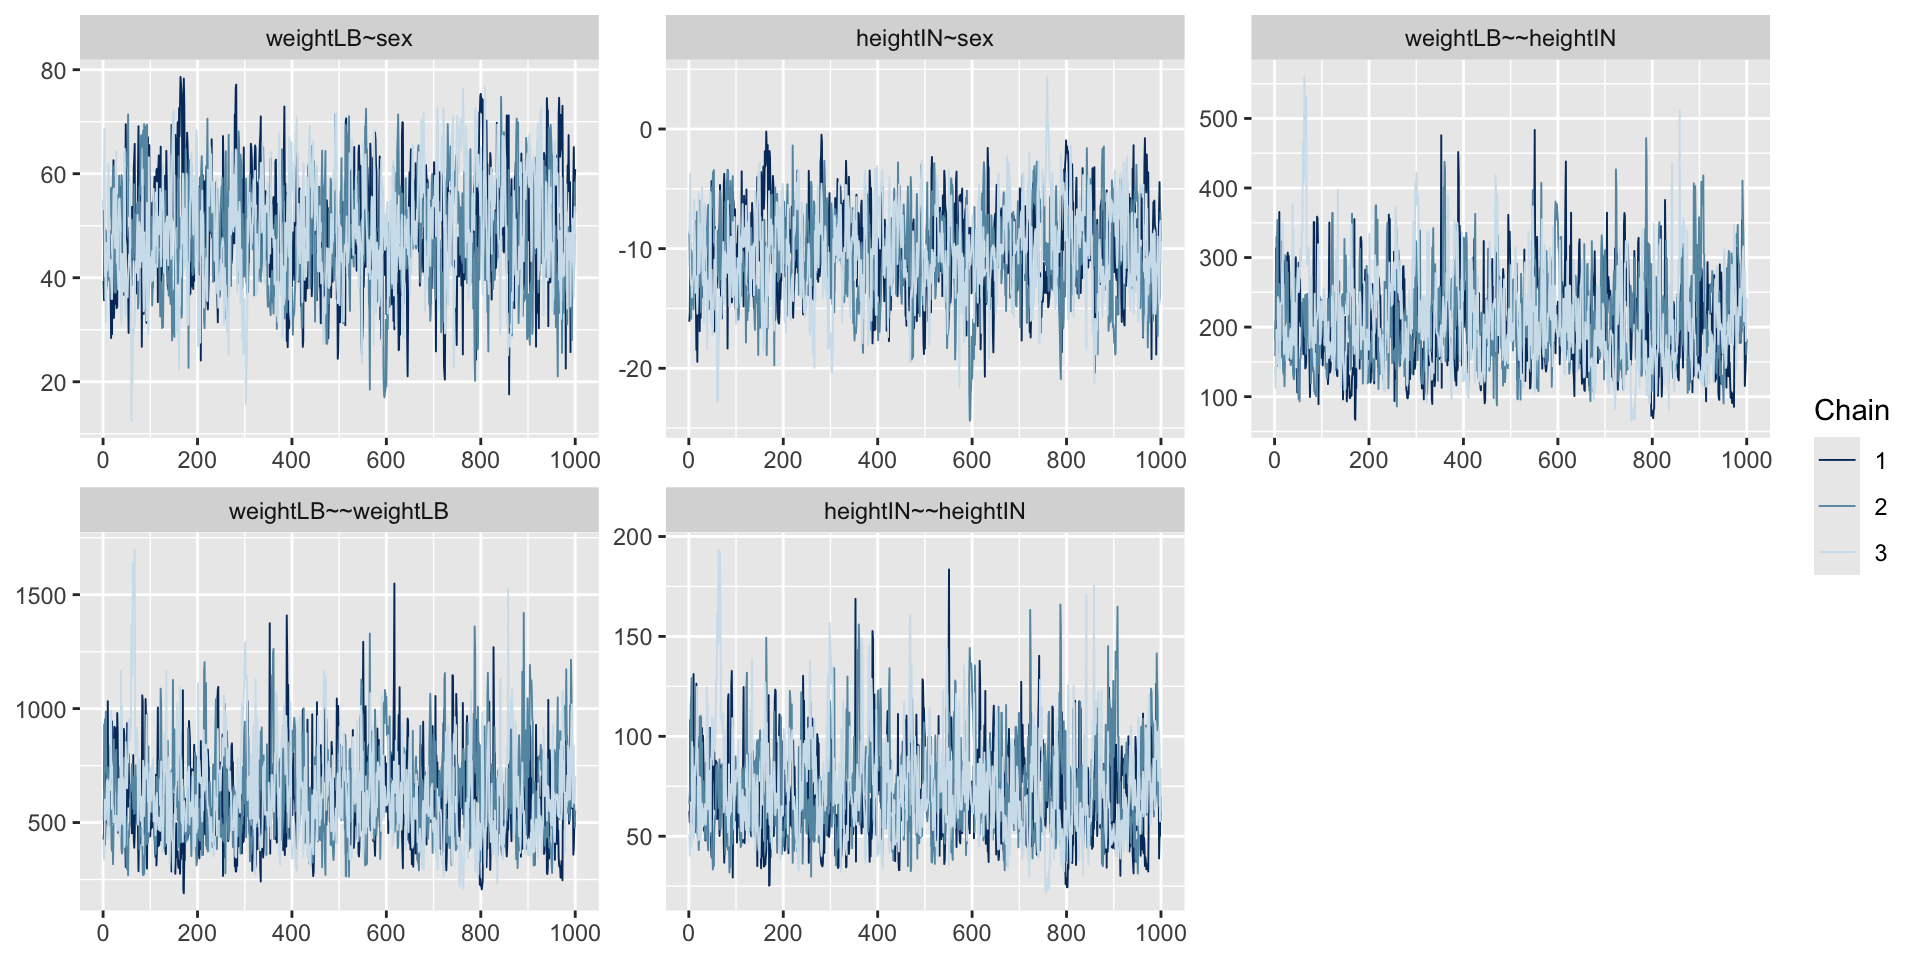 weightLB~sex
heightIN~sex
weightLB~~heightIN
80
60
40
20
0
-10
-20
500
400
300
200
100
0 200 400 600 800 1000
0 200 400 600 800 1000
0 200 400 600 800 1000
weightLB~~weightLB
heightIN~~heightIN
1500
1000
500
200
150
100
50
0 200 400 600 800 1000
0 200 400 600 800 1000
Chain
1
2
3